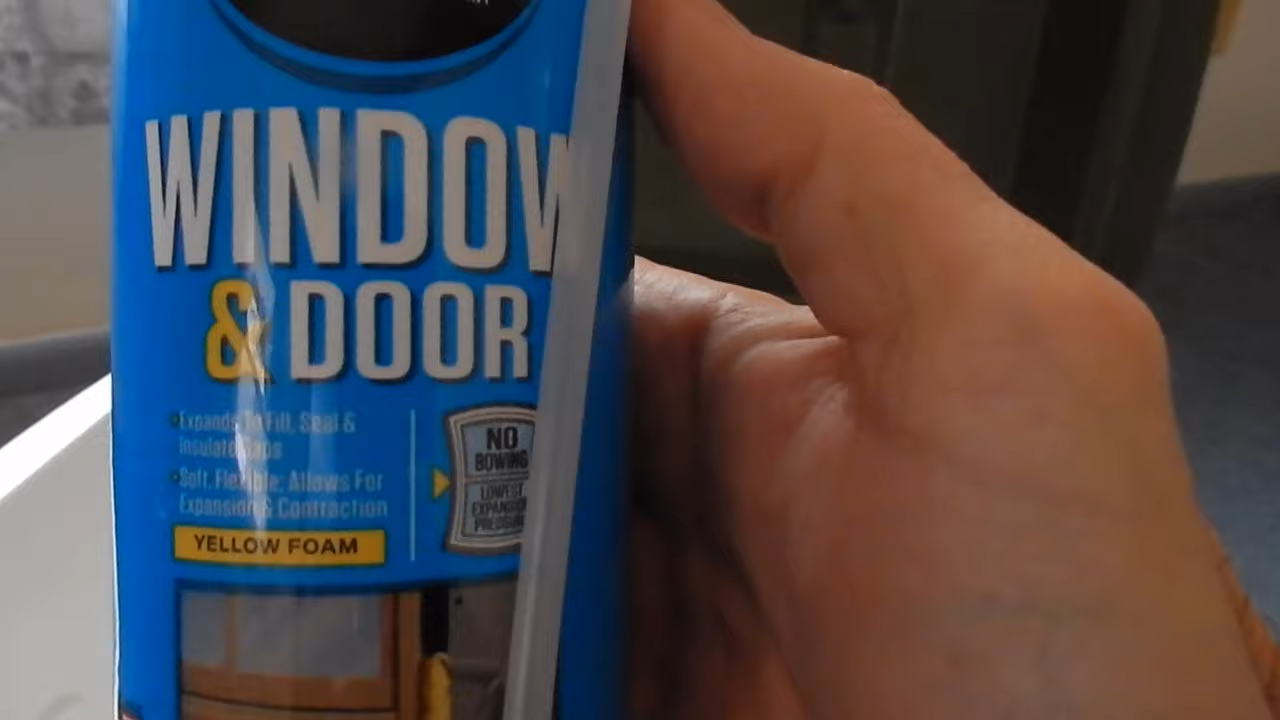 WINDOW
& DOOR
•Expands To Fill, Seal &
Insulate Gaps
•Soft, Flexible; Allows For
Expansion & Contraction
YELLOW FOAM
NO
BOWING
LOWEST
EXPANSION
PRESSURE